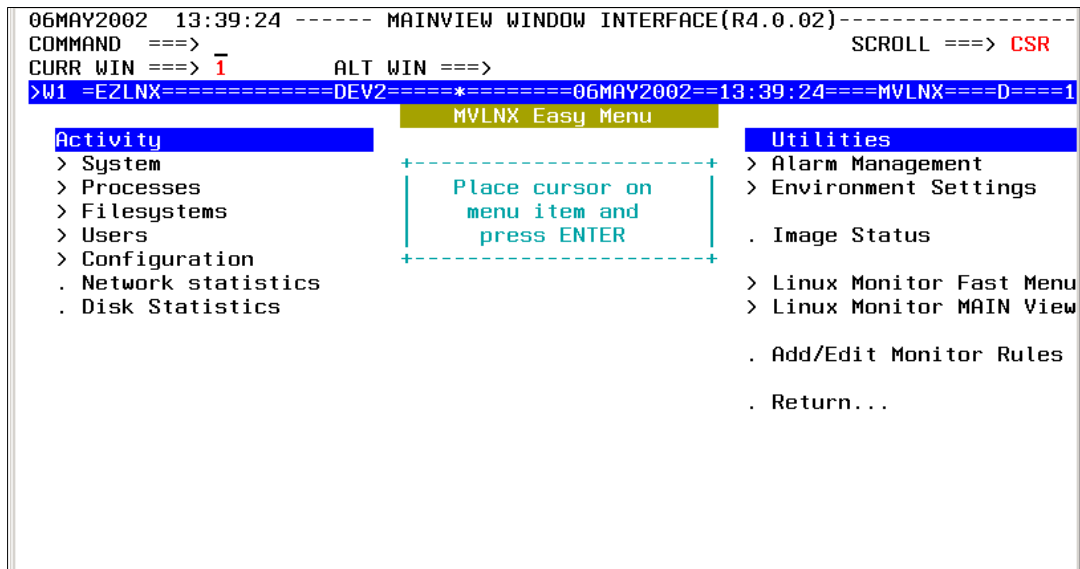 06MAY2002  13:39:24 ------ MAINVIEW WINDOW INTERFACE(R4.0.02)------------------
COMMAND  ===>                                                 SCROLL ===> CSR
CURR WIN ===> 1        ALT WIN ===>
>W1 =EZLNX=============DEV2=====*========06MAY2002==13:39:24====MVLNX====D====1
                                MVLNX Easy Menu
  Activity                                              Utilities
  > System                  +----------------------+  > Alarm Management
  > Processes               |   Place cursor on    |  > Environment Settings
  > Filesystems             |    menu item and     |
  > Users                   |     press ENTER      |  . Image Status
  > Configuration           +----------------------+
  . Network statistics                                > Linux Monitor Fast Menu
  . Disk Statistics                                   > Linux Monitor MAIN View
                                                      . Add/Edit Monitor Rules
                                                      . Return...